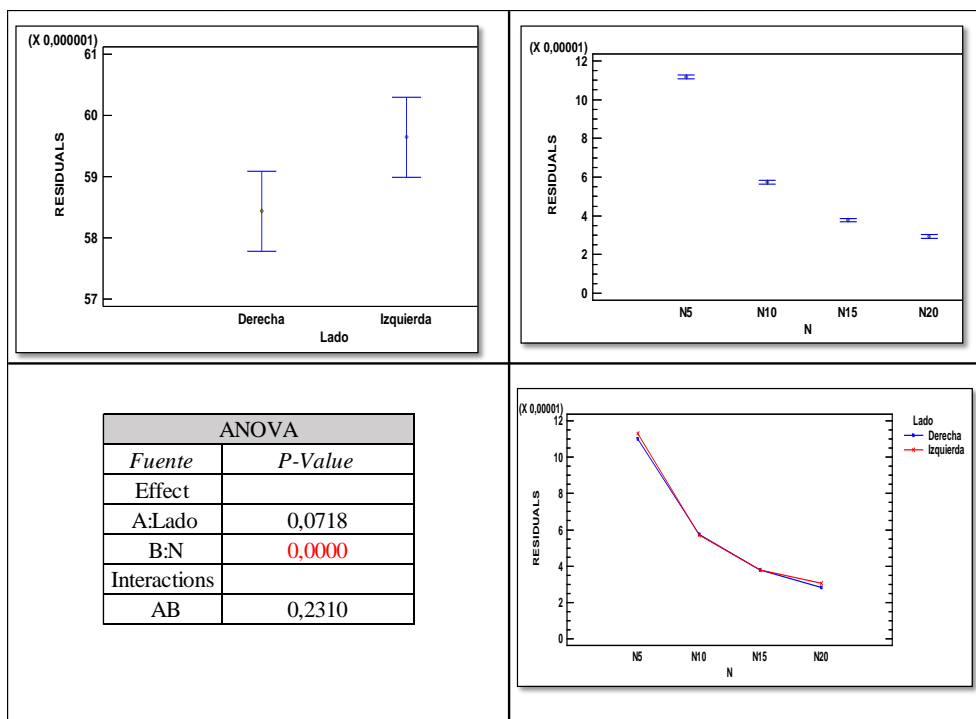 (X 0,000001)
61
60
59
58
57
RESIDUALS
Derecha Izquierda
Lado
(X 0,00001)
12
10
8
6
4
2
0
RESIDUALS
N5 N10 N15 N20
N
ANOVA
Fuente P-Value
Effect
A:Lado 0,0718
B:N 0,0000
Interactions
AB 0,2310
(X 0,00001)
12
10
8
6
4
2
0
RESIDUALS
N5 N10 N15 N20
N
Lado
Derecha
Izquierda